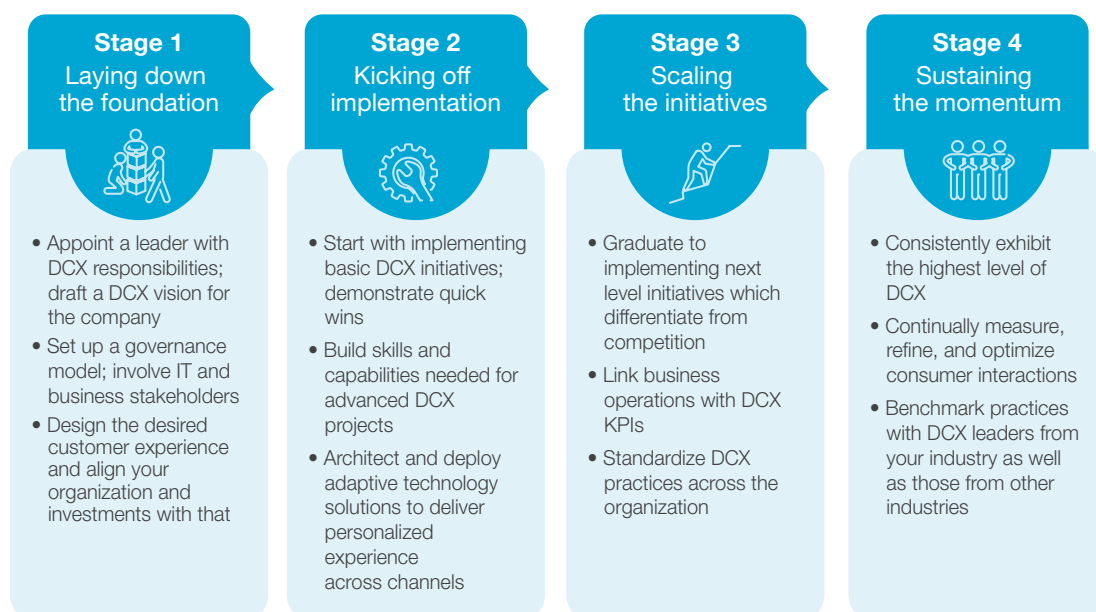 Stage 1
Laying down
the foundation
• Appoint a leader with
DCX responsibilities;
draft a DCX vision for
the company
• Set up a governance
model; involve IT and
business stakeholders
• Design the desired
customer experience
and align your
organization and
investments with that
Stage 2
Kicking off
implementation
• Start with implementing
basic DCX initiatives;
demonstrate quick
wins
• Build skills and
capabilities needed for
advanced DCX
projects
• Architect and deploy
adaptive technology
solutions to deliver
personalized
experience
across channels
Stage 3
Scaling
the initiatives
• Graduate to
implementing next
level initiatives which
differentiate from
competition
• Link business
operations with DCX
KPIs
• Standardize DCX
practices across the
organization
Stage 4
Sustaining
the momentum
• Consistently exhibit
the highest level of
DCX
• Continually measure,
refine, and optimize
consumer interactions
• Benchmark practices
with DCX leaders from
your industry as well
as those from other
industries